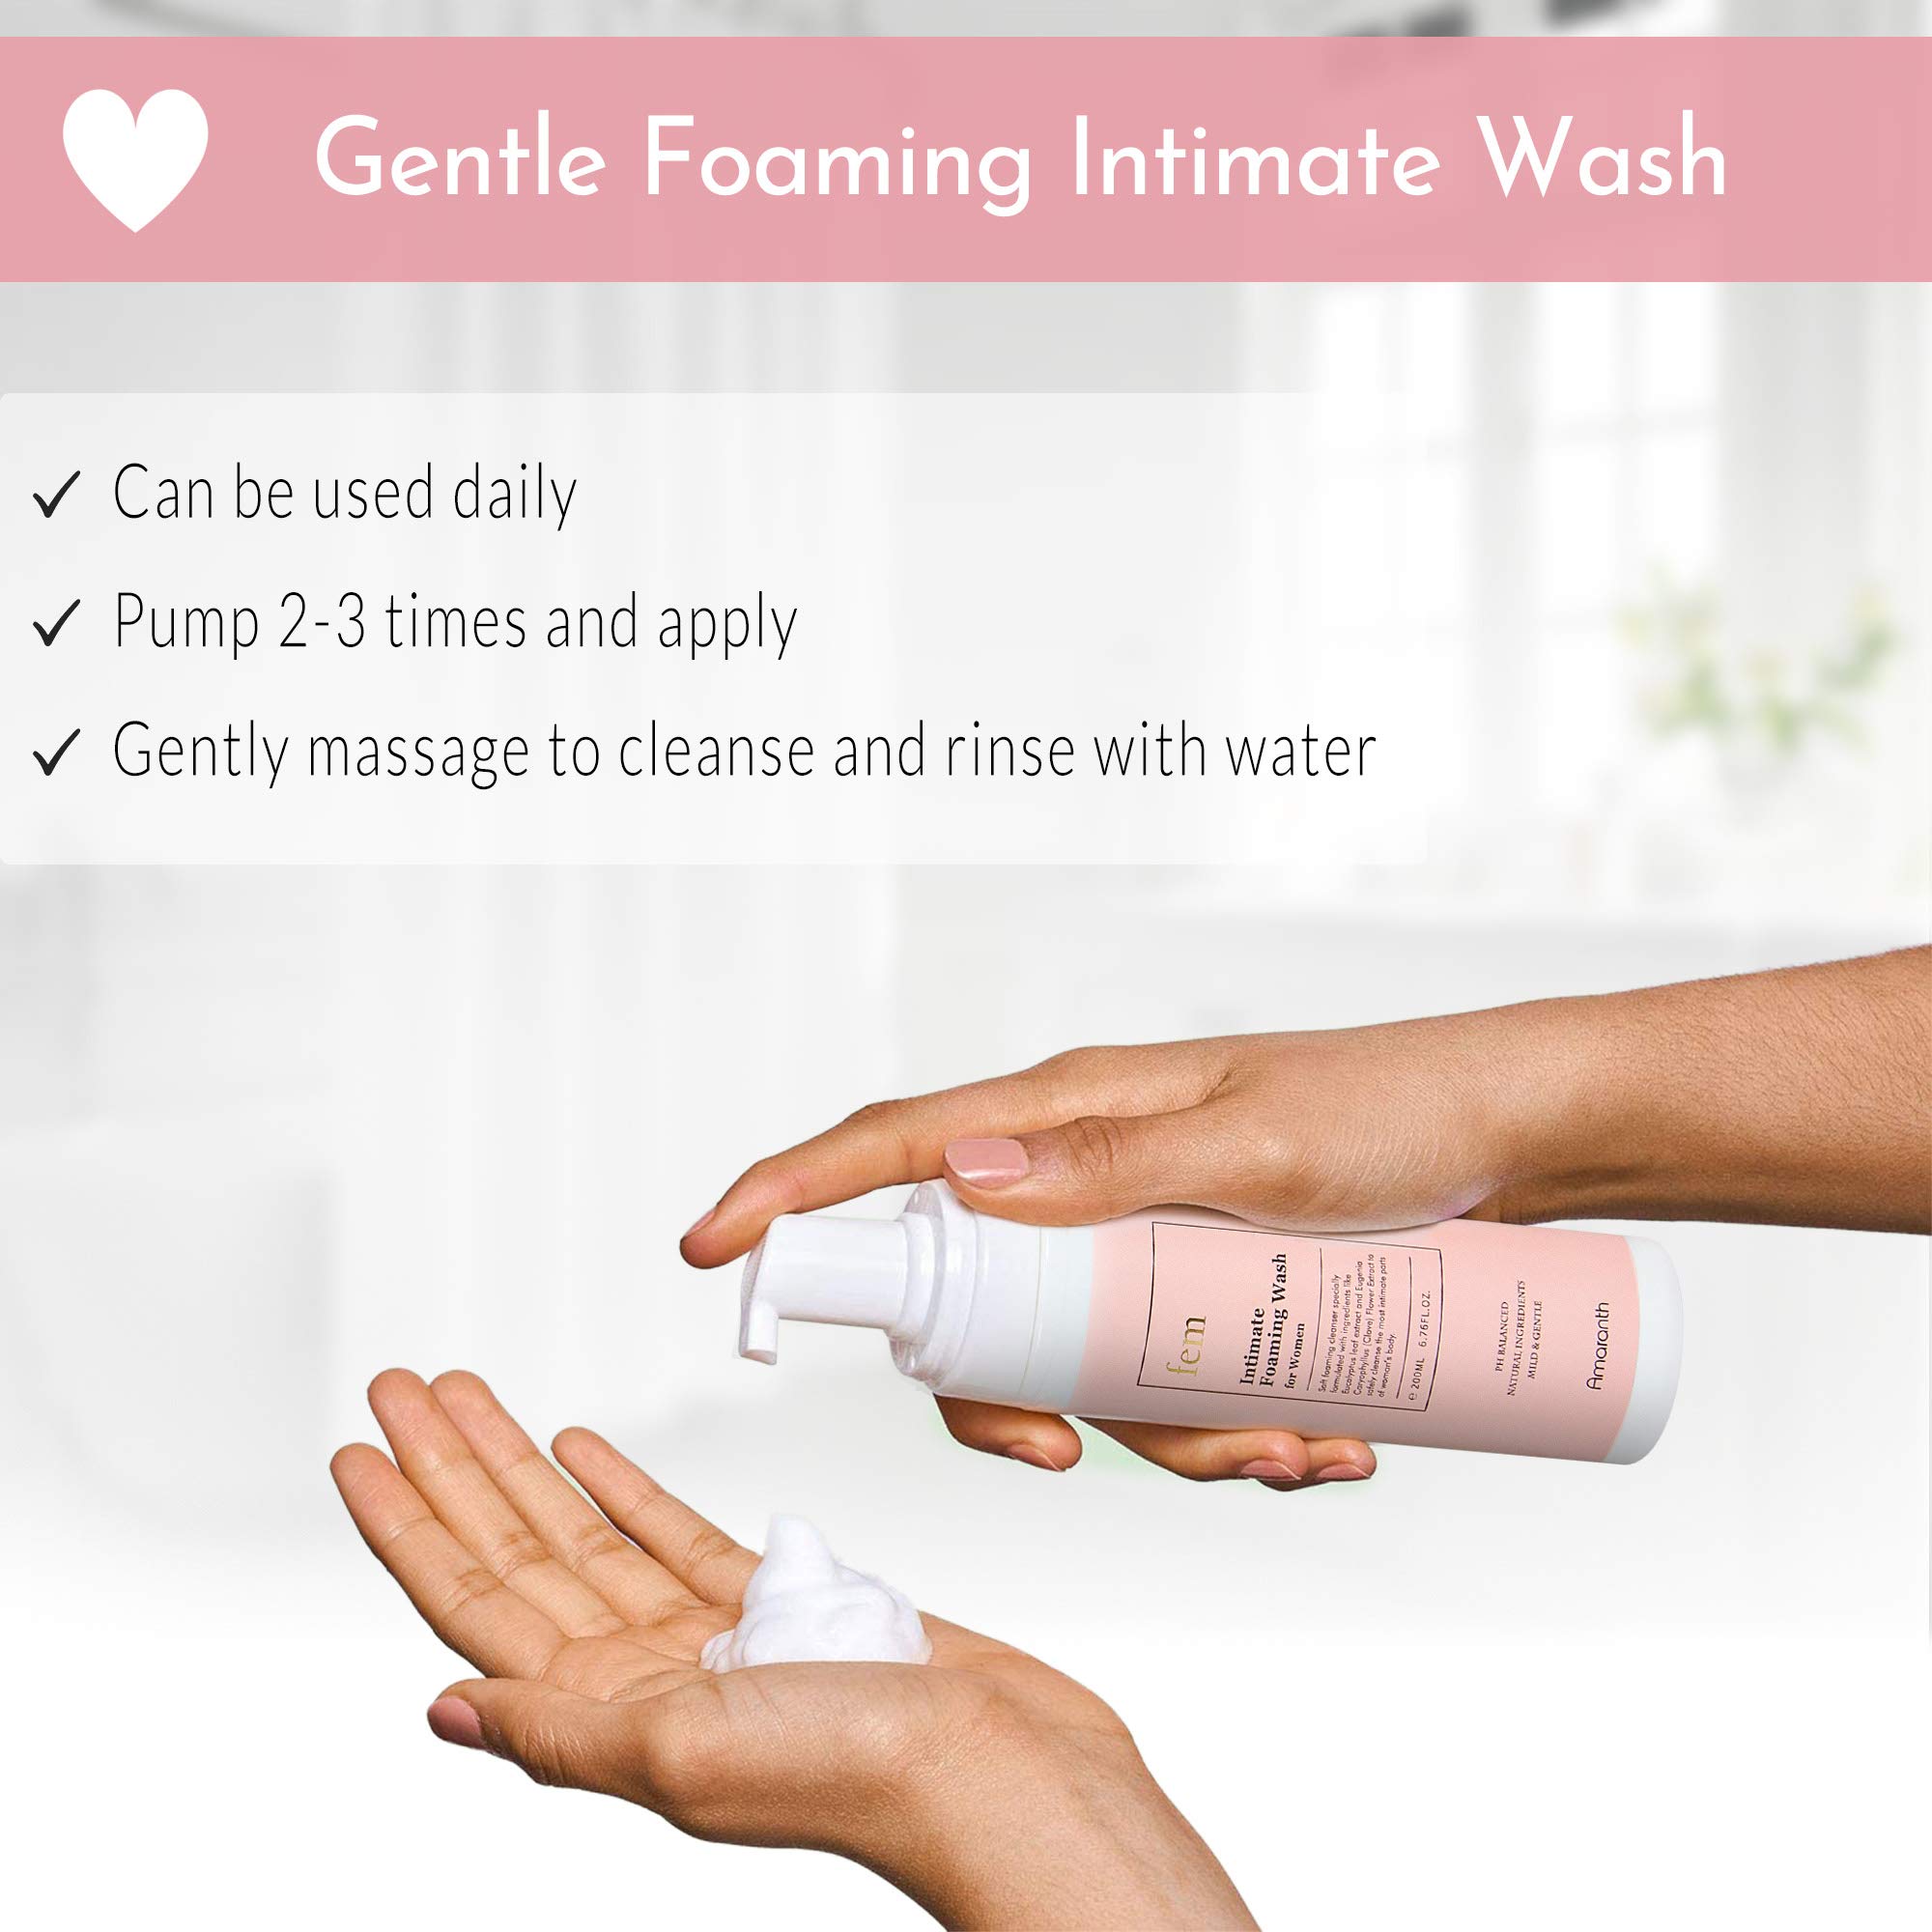 Gentle Foaming Intimate Wash
Can be used daily
Pump 2-3 times and apply
Gently massage to cleanse and rinse with water
fem
Intimate
Foaming Wash
for Women
Soft foaming cleanser specially
formulated with ingredients like
Eucalyptus leaf extract and Eugenia
Caryophyllus (Clove) Flower Extract to
safely cleanse the most intimate parts
of woman's body.
℮ 200ML 6.76FL.OZ.
PH BALANCED
NATURAL INGREDIENTS
MILD & GENTLE
Amaranth